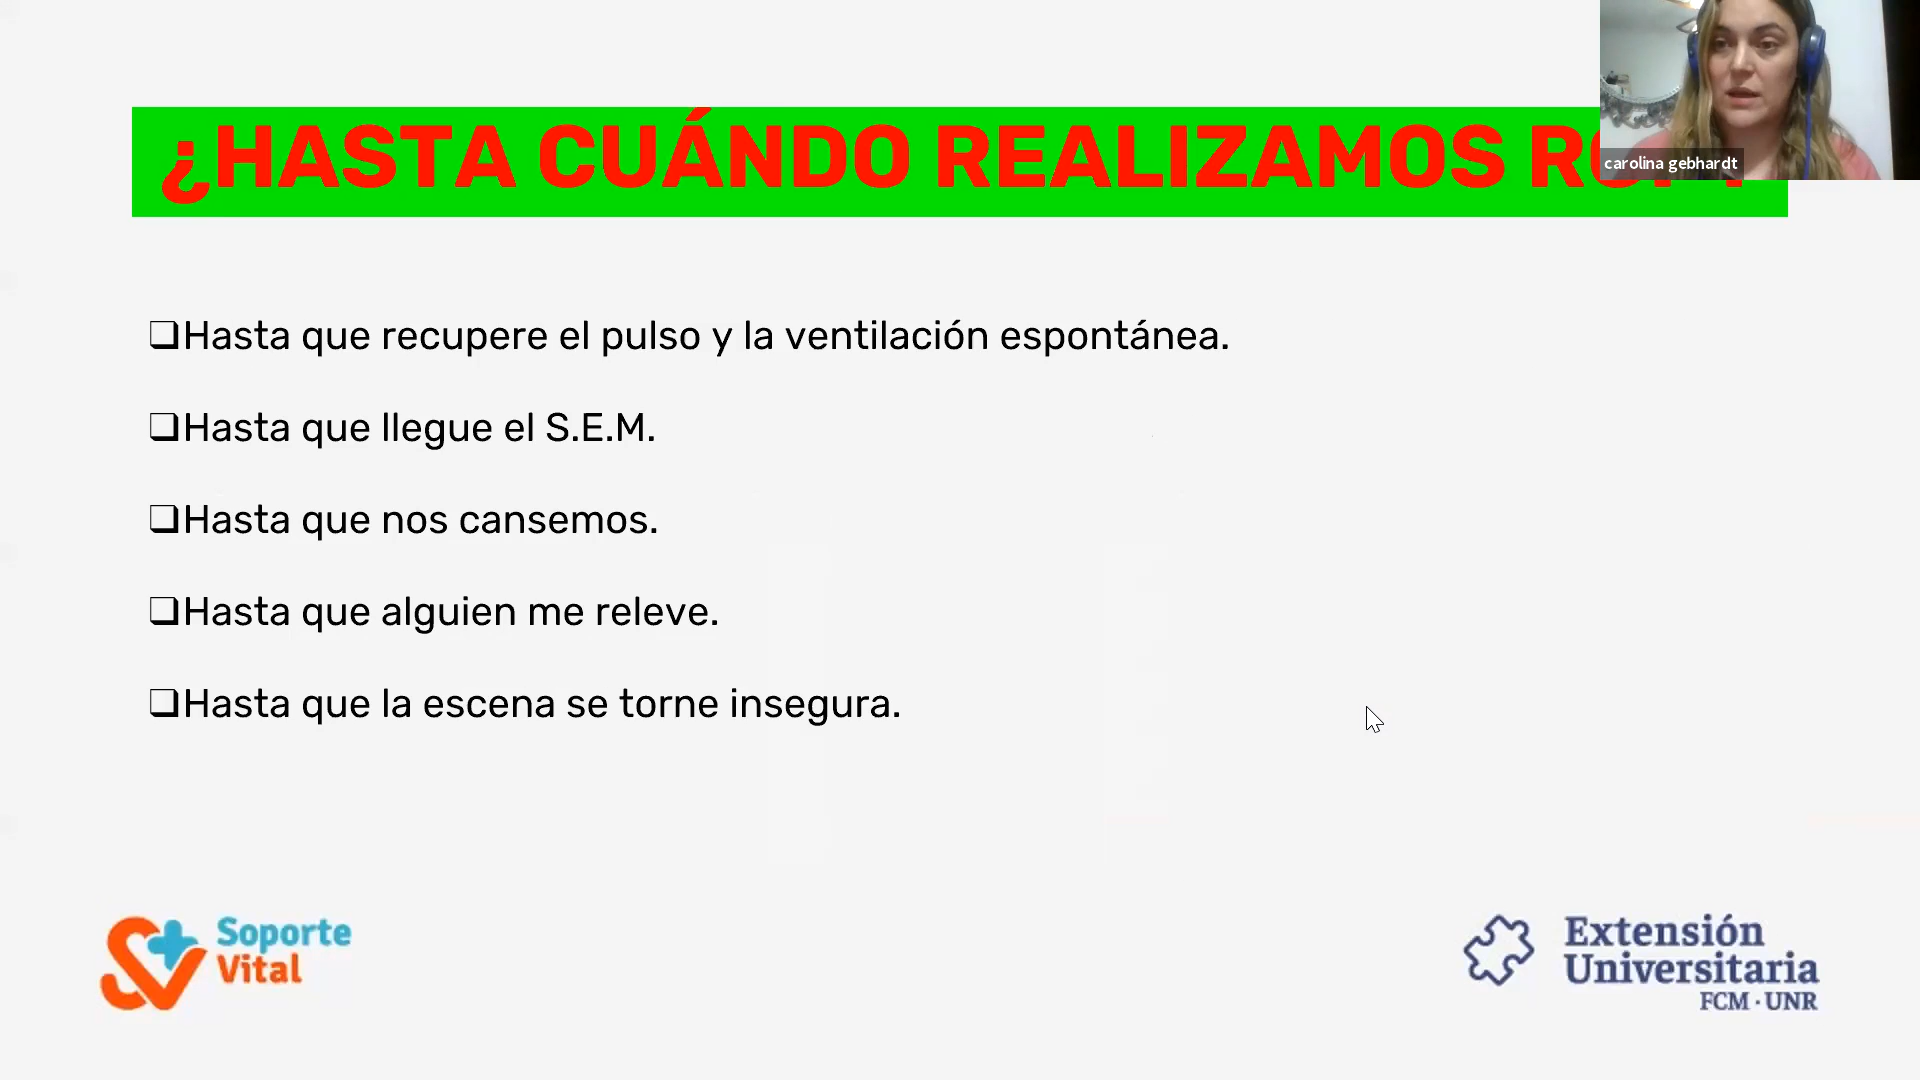 ¿HASTA CUÁNDO REALIZAMOS
carolina gebhardt
❑Hasta que recupere el pulso y la ventilación espontánea.
❑Hasta que llegue el S.E.M.
❑Hasta que nos cansemos.
❑Hasta que alguien me releve.
❑Hasta que la escena se torne insegura.
Soporte
Vital
Extensión
Universitaria
FCM · UNR